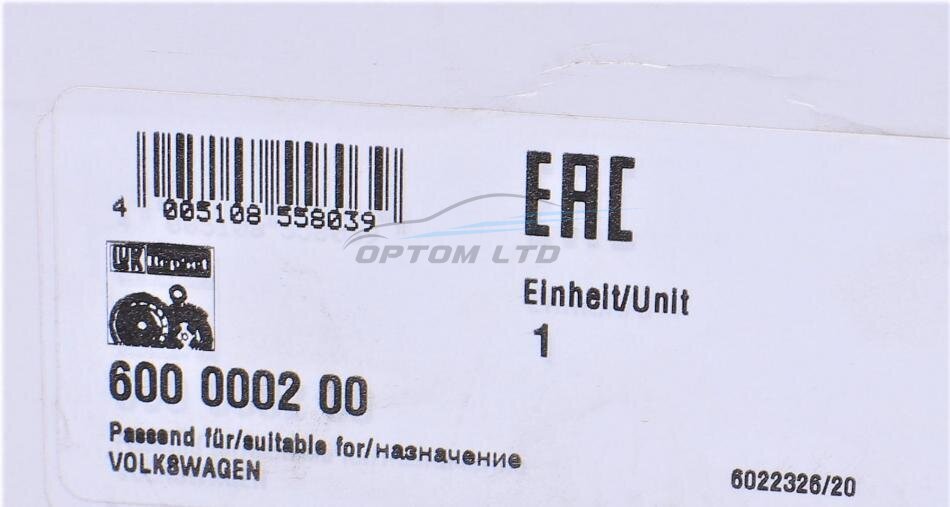 4 005108 558039
EAC
OPTOM LTD
LUK RepSet
Einheit/Unit
1
600 0002 00
Passend für/suitable for/назначение
VOLKSWAGEN
6022326/20